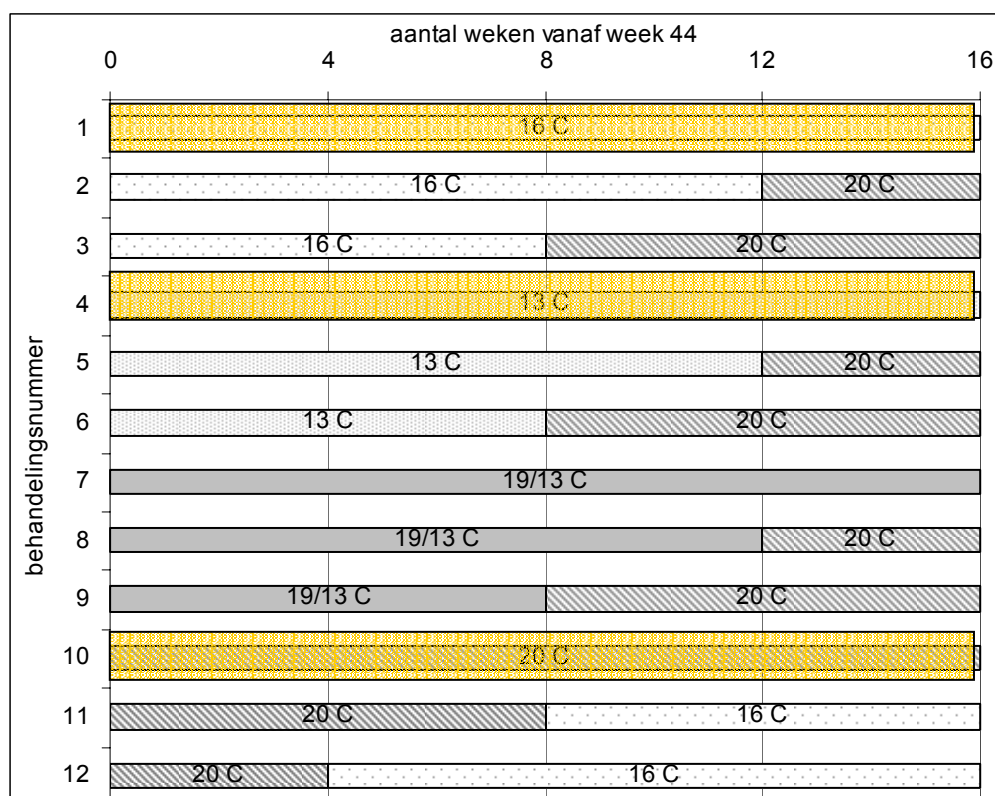 aantal weken vanaf week 44
0 4 8 12 16
behandelingsnummer
1 16 C
2 16 C 20 C
3 16 C 20 C
4 13 C
5 13 C 20 C
6 13 C 20 C
7 19/13 C
8 19/13 C 20 C
9 19/13 C 20 C
10 20 C
11 20 C 16 C
12 20 C 16 C